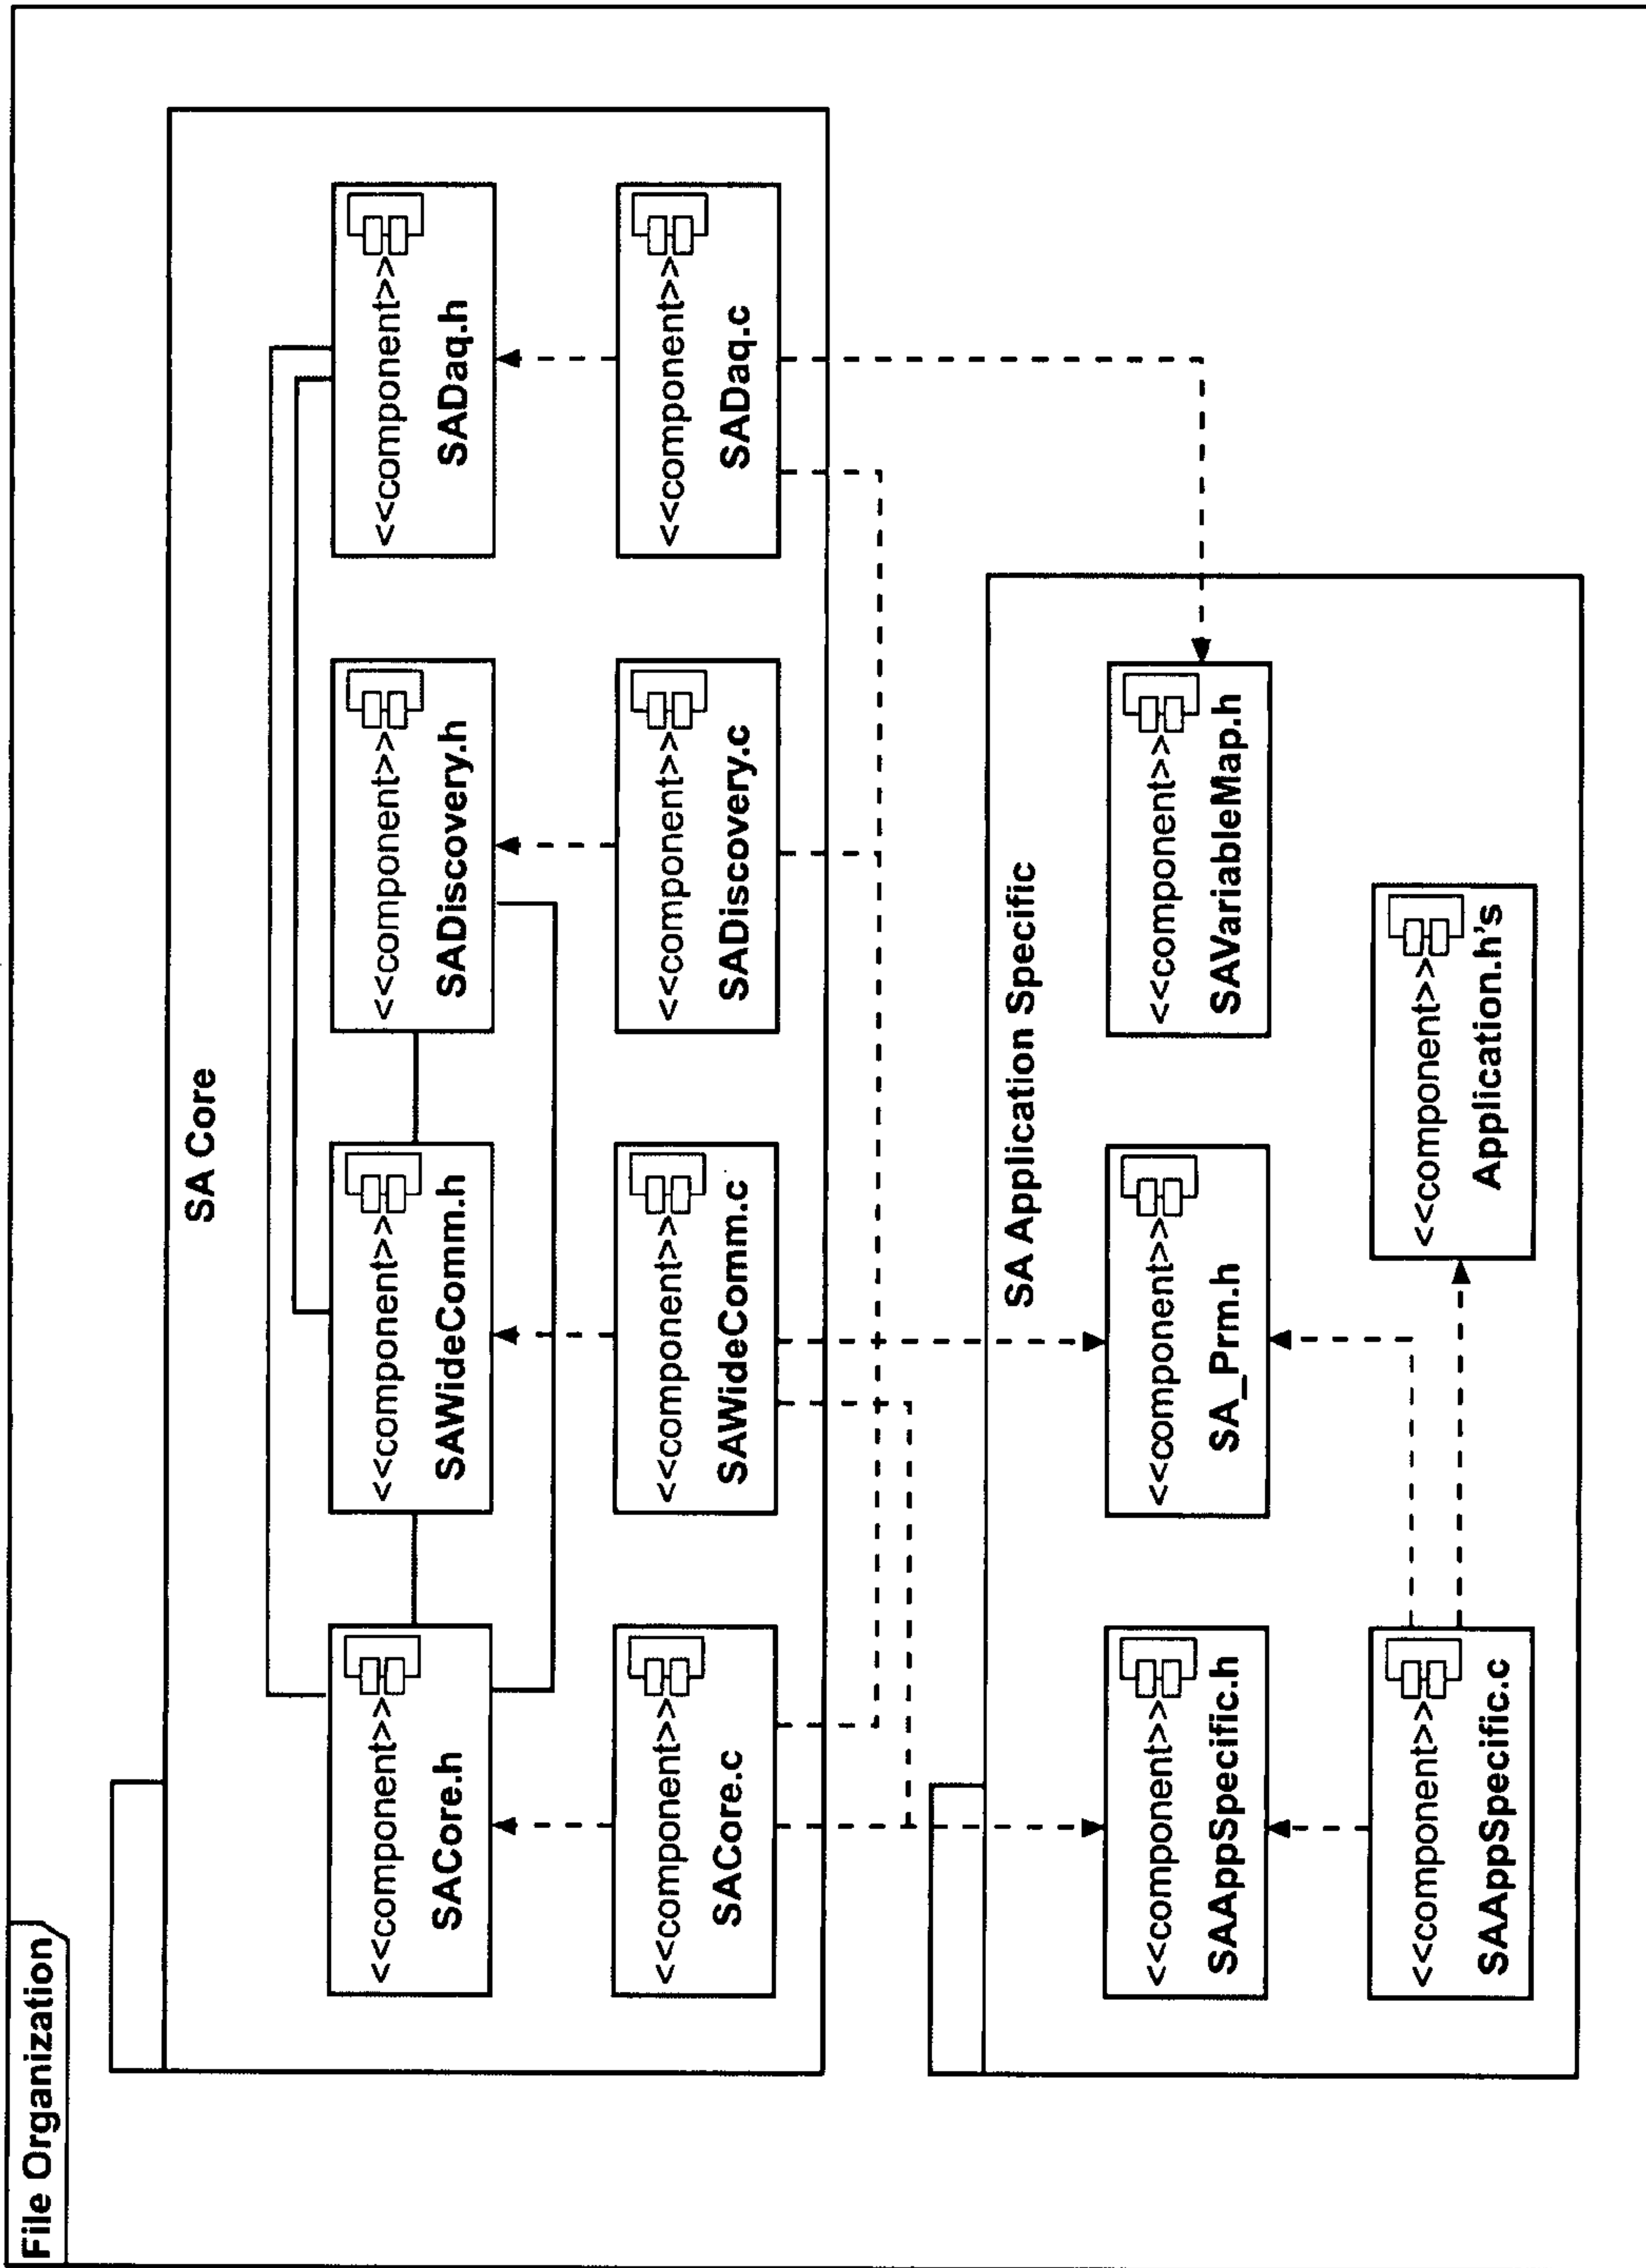 File Organization
SA Core
<<component>>
SACore.h
<<component>>
SAWideComm.h
<<component>>
SADiscovery.h
<<component>>
SADaq.h
<<component>>
SACore.c
<<component>>
SAWideComm.c
<<component>>
SADiscovery.c
<<component>>
SADaq.c
SA Application Specific
<<component>>
SAAppSpecific.h
<<component>>
SA_Prm.h
<<component>>
SAVariableMap.h
<<component>>
SAAppSpecific.c
<<component>>
Application.h's